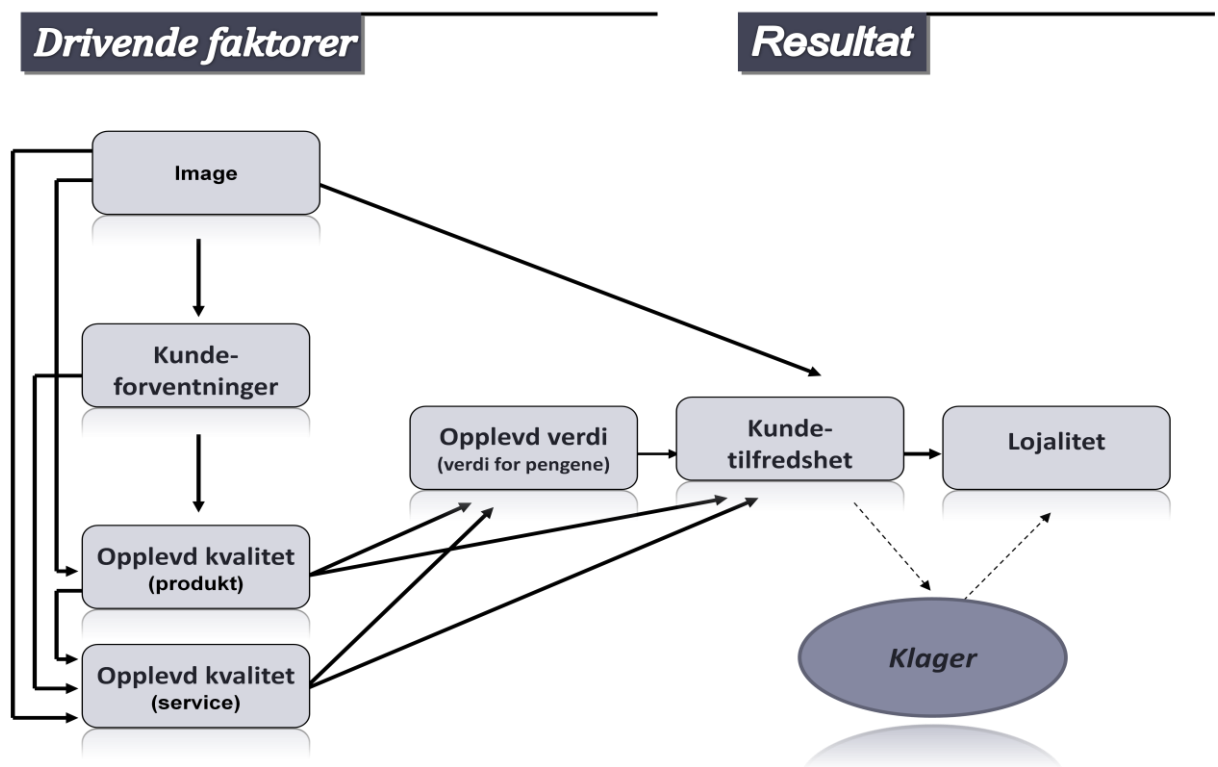 Drivende faktorer
Resultat
Image
Kunde-
forventninger
Opplevd verdi
(verdi for pengene)
Kunde-
tilfredshet
Lojalitet
Opplevd kvalitet
(produkt)
Opplevd kvalitet
(service)
Klager